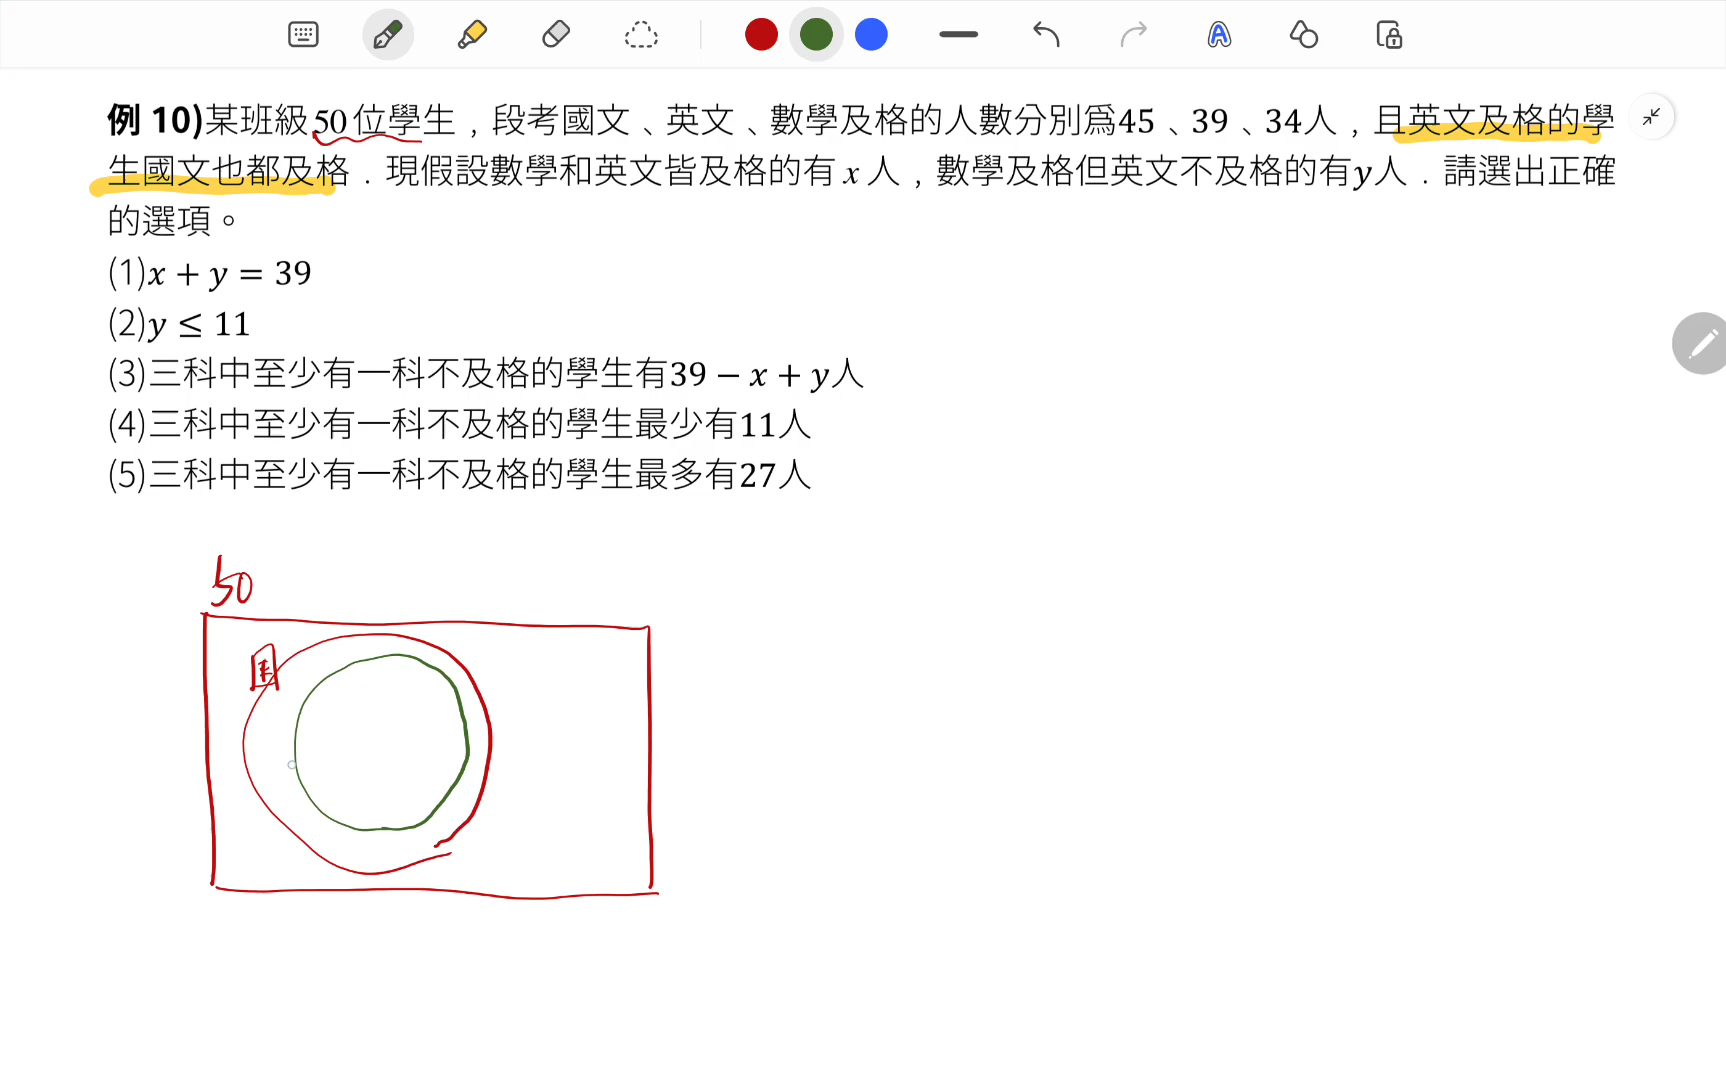 例 10)某班級50位學生，段考國文、英文、數學及格的人數分別為45、39、34人，且英文及格的學
生國文也都及格．現假設數學和英文皆及格的有 x 人，數學及格但英文不及格的有y人．請選出正確
的選項。
(1)x + y = 39
(2)y ≤ 11
(3)三科中至少有一科不及格的學生有39 − x + y人
(4)三科中至少有一科不及格的學生最少有11人
(5)三科中至少有一科不及格的學生最多有27人
50
国